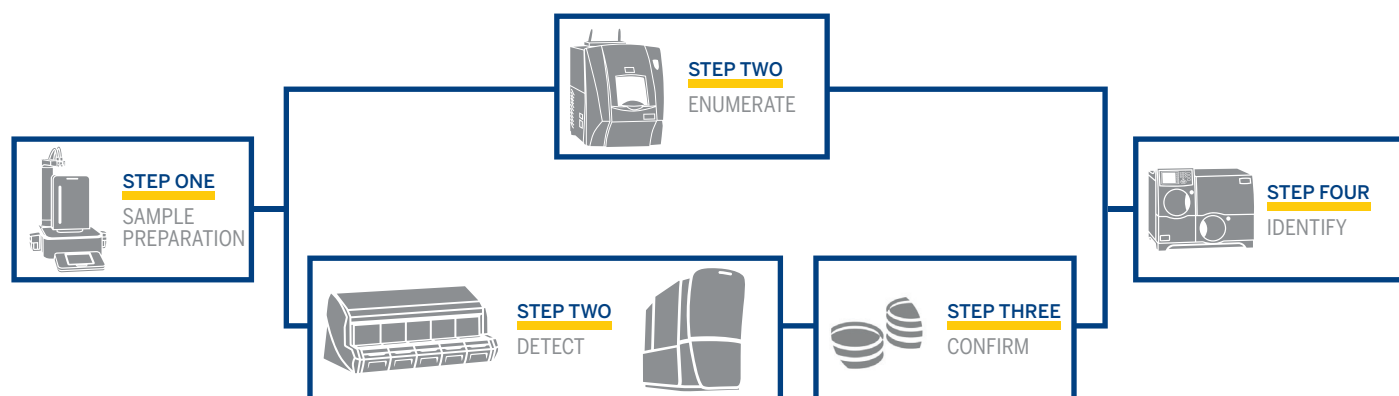 STEP ONE
SAMPLE
PREPARATION
STEP TWO
ENUMERATE
STEP TWO
DETECT
STEP THREE
CONFIRM
STEP FOUR
IDENTIFY